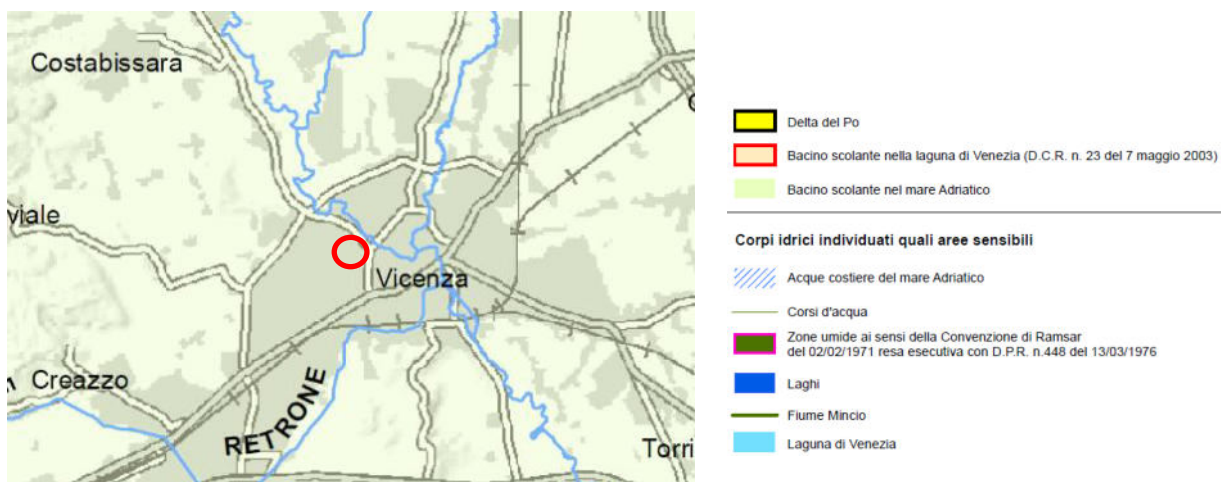 Costabissara
viale
Vicenza
Creazzo
RETRONE
Torri
Delta del Po
Bacino scolante nella laguna di Venezia (D.C.R. n. 23 del 7 maggio 2003)
Bacino scolante nel mare Adriatico
Corpi idrici individuati quali aree sensibili
Acque costiere del mare Adriatico
Corsi d'acqua
Zone umide ai sensi della Convenzione di Ramsar
del 02/02/1971 resa esecutiva con D.P.R. n.448 del 13/03/1976
Laghi
Fiume Mincio
Laguna di Venezia